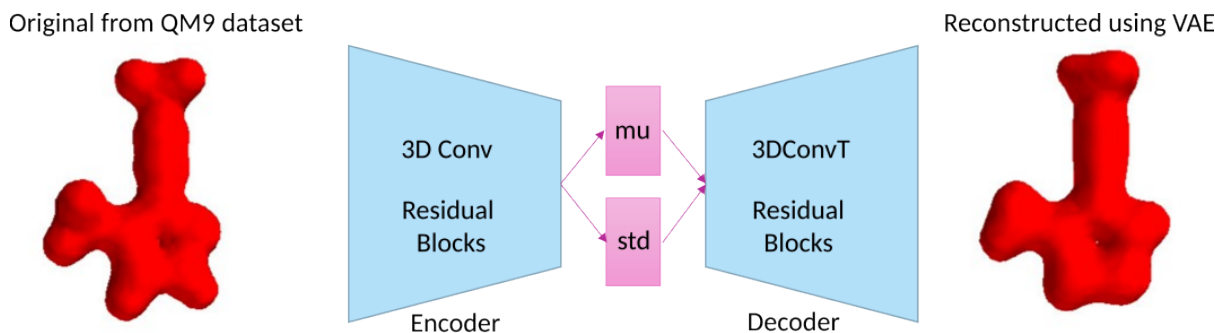 Original from QM9 dataset
Reconstructed using VAE
3D Conv
Residual
Blocks
Encoder
mu
std
3DConvT
Residual
Blocks
Decoder